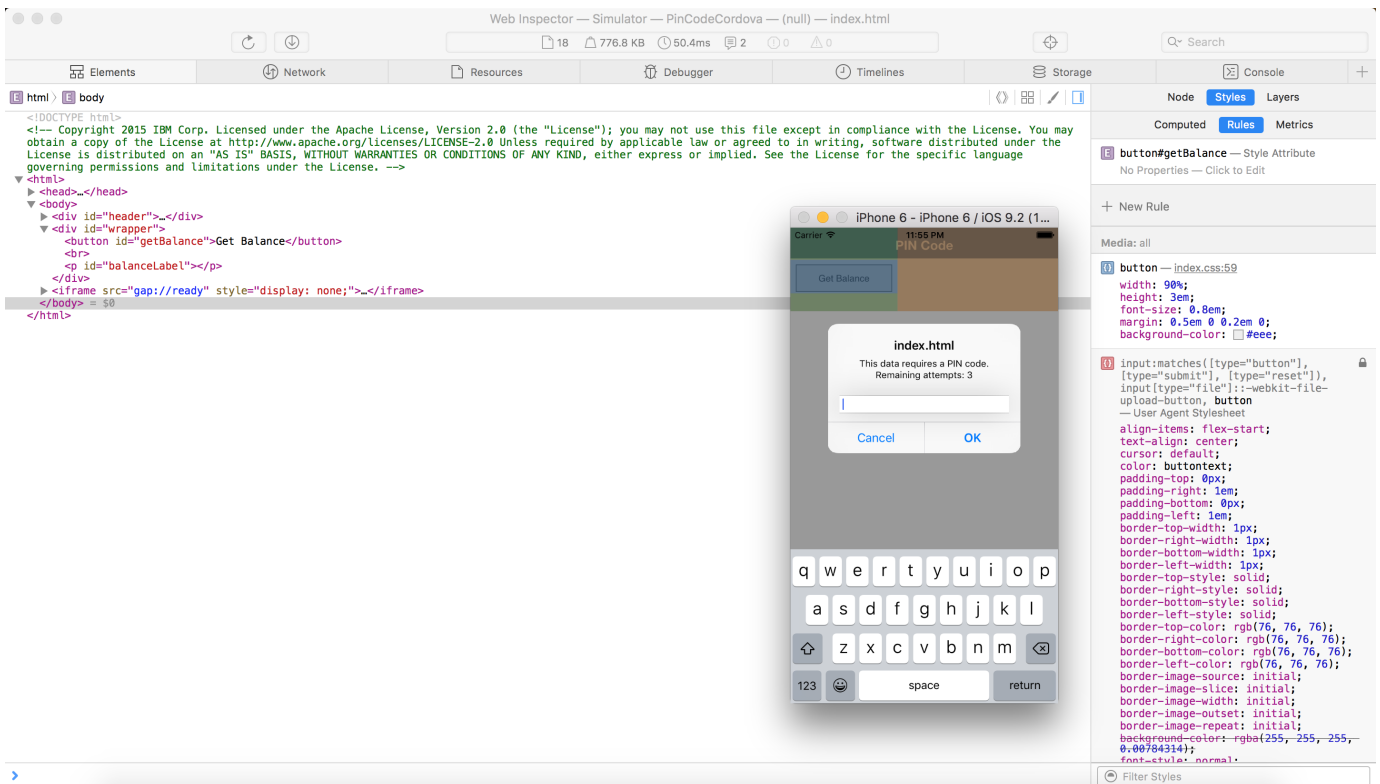 Web Inspector — Simulator — PinCodeCordova — (null) — index.html
18 776.8 KB 50.4ms 2 0 0
Search
Elements Network Resources Debugger Timelines Storage Console
E html E body
Node Styles Layers
<!DOCTYPE html>
<!-- Copyright 2015 IBM Corp. Licensed under the Apache License, Version 2.0 (the "License"); you may not use this file except in compliance with the License. You may
obtain a copy of the License at http://www.apache.org/licenses/LICENSE-2.0 Unless required by applicable law or agreed to in writing, software distributed under the
License is distributed on an "AS IS" BASIS, WITHOUT WARRANTIES OR CONDITIONS OF ANY KIND, either express or implied. See the License for the specific language
governing permissions and limitations under the License. -->
<html>
<head>…</head>
<body>
<div id="header">…</div>
<div id="wrapper">
<button id="getBalance">Get Balance</button>
<br>
<p id="balanceLabel"></p>
</div>
<iframe src="gap://ready" style="display: none;">…</iframe>
</body> = $0
</html>
iPhone 6 - iPhone 6 / iOS 9.2 (1...
Carrier 11:55 PM
PIN Code
Get Balance
index.html
This data requires a PIN code.
Remaining attempts: 3
Cancel OK
q w e r t y u i o p
a s d f g h j k l
z x c v b n m
123 space return
Computed Rules Metrics
E button#getBalance — Style Attribute
No Properties — Click to Edit
+ New Rule
Media: all
{} button — index.css:59
width: 90%;
height: 3em;
font-size: 0.8em;
margin: 0.5em 0 0.2em 0;
background-color: #eee;
{} input:matches([type="button"],
[type="submit"], [type="reset"]),
input[type="file"]::-webkit-file-
upload-button, button
— User Agent Stylesheet
align-items: flex-start;
text-align: center;
cursor: default;
color: buttontext;
padding-top: 0px;
padding-right: 1em;
padding-bottom: 0px;
padding-left: 1em;
border-top-width: 1px;
border-right-width: 1px;
border-bottom-width: 1px;
border-left-width: 1px;
border-top-style: solid;
border-right-style: solid;
border-bottom-style: solid;
border-left-style: solid;
border-top-color: rgb(76, 76, 76);
border-right-color: rgb(76, 76, 76);
border-bottom-color: rgb(76, 76, 76);
border-left-color: rgb(76, 76, 76);
border-image-source: initial;
border-image-slice: initial;
border-image-width: initial;
border-image-outset: initial;
border-image-repeat: initial;
background-color: rgba(255, 255, 255,
0.00784314);
font-style: normal;
Filter Styles